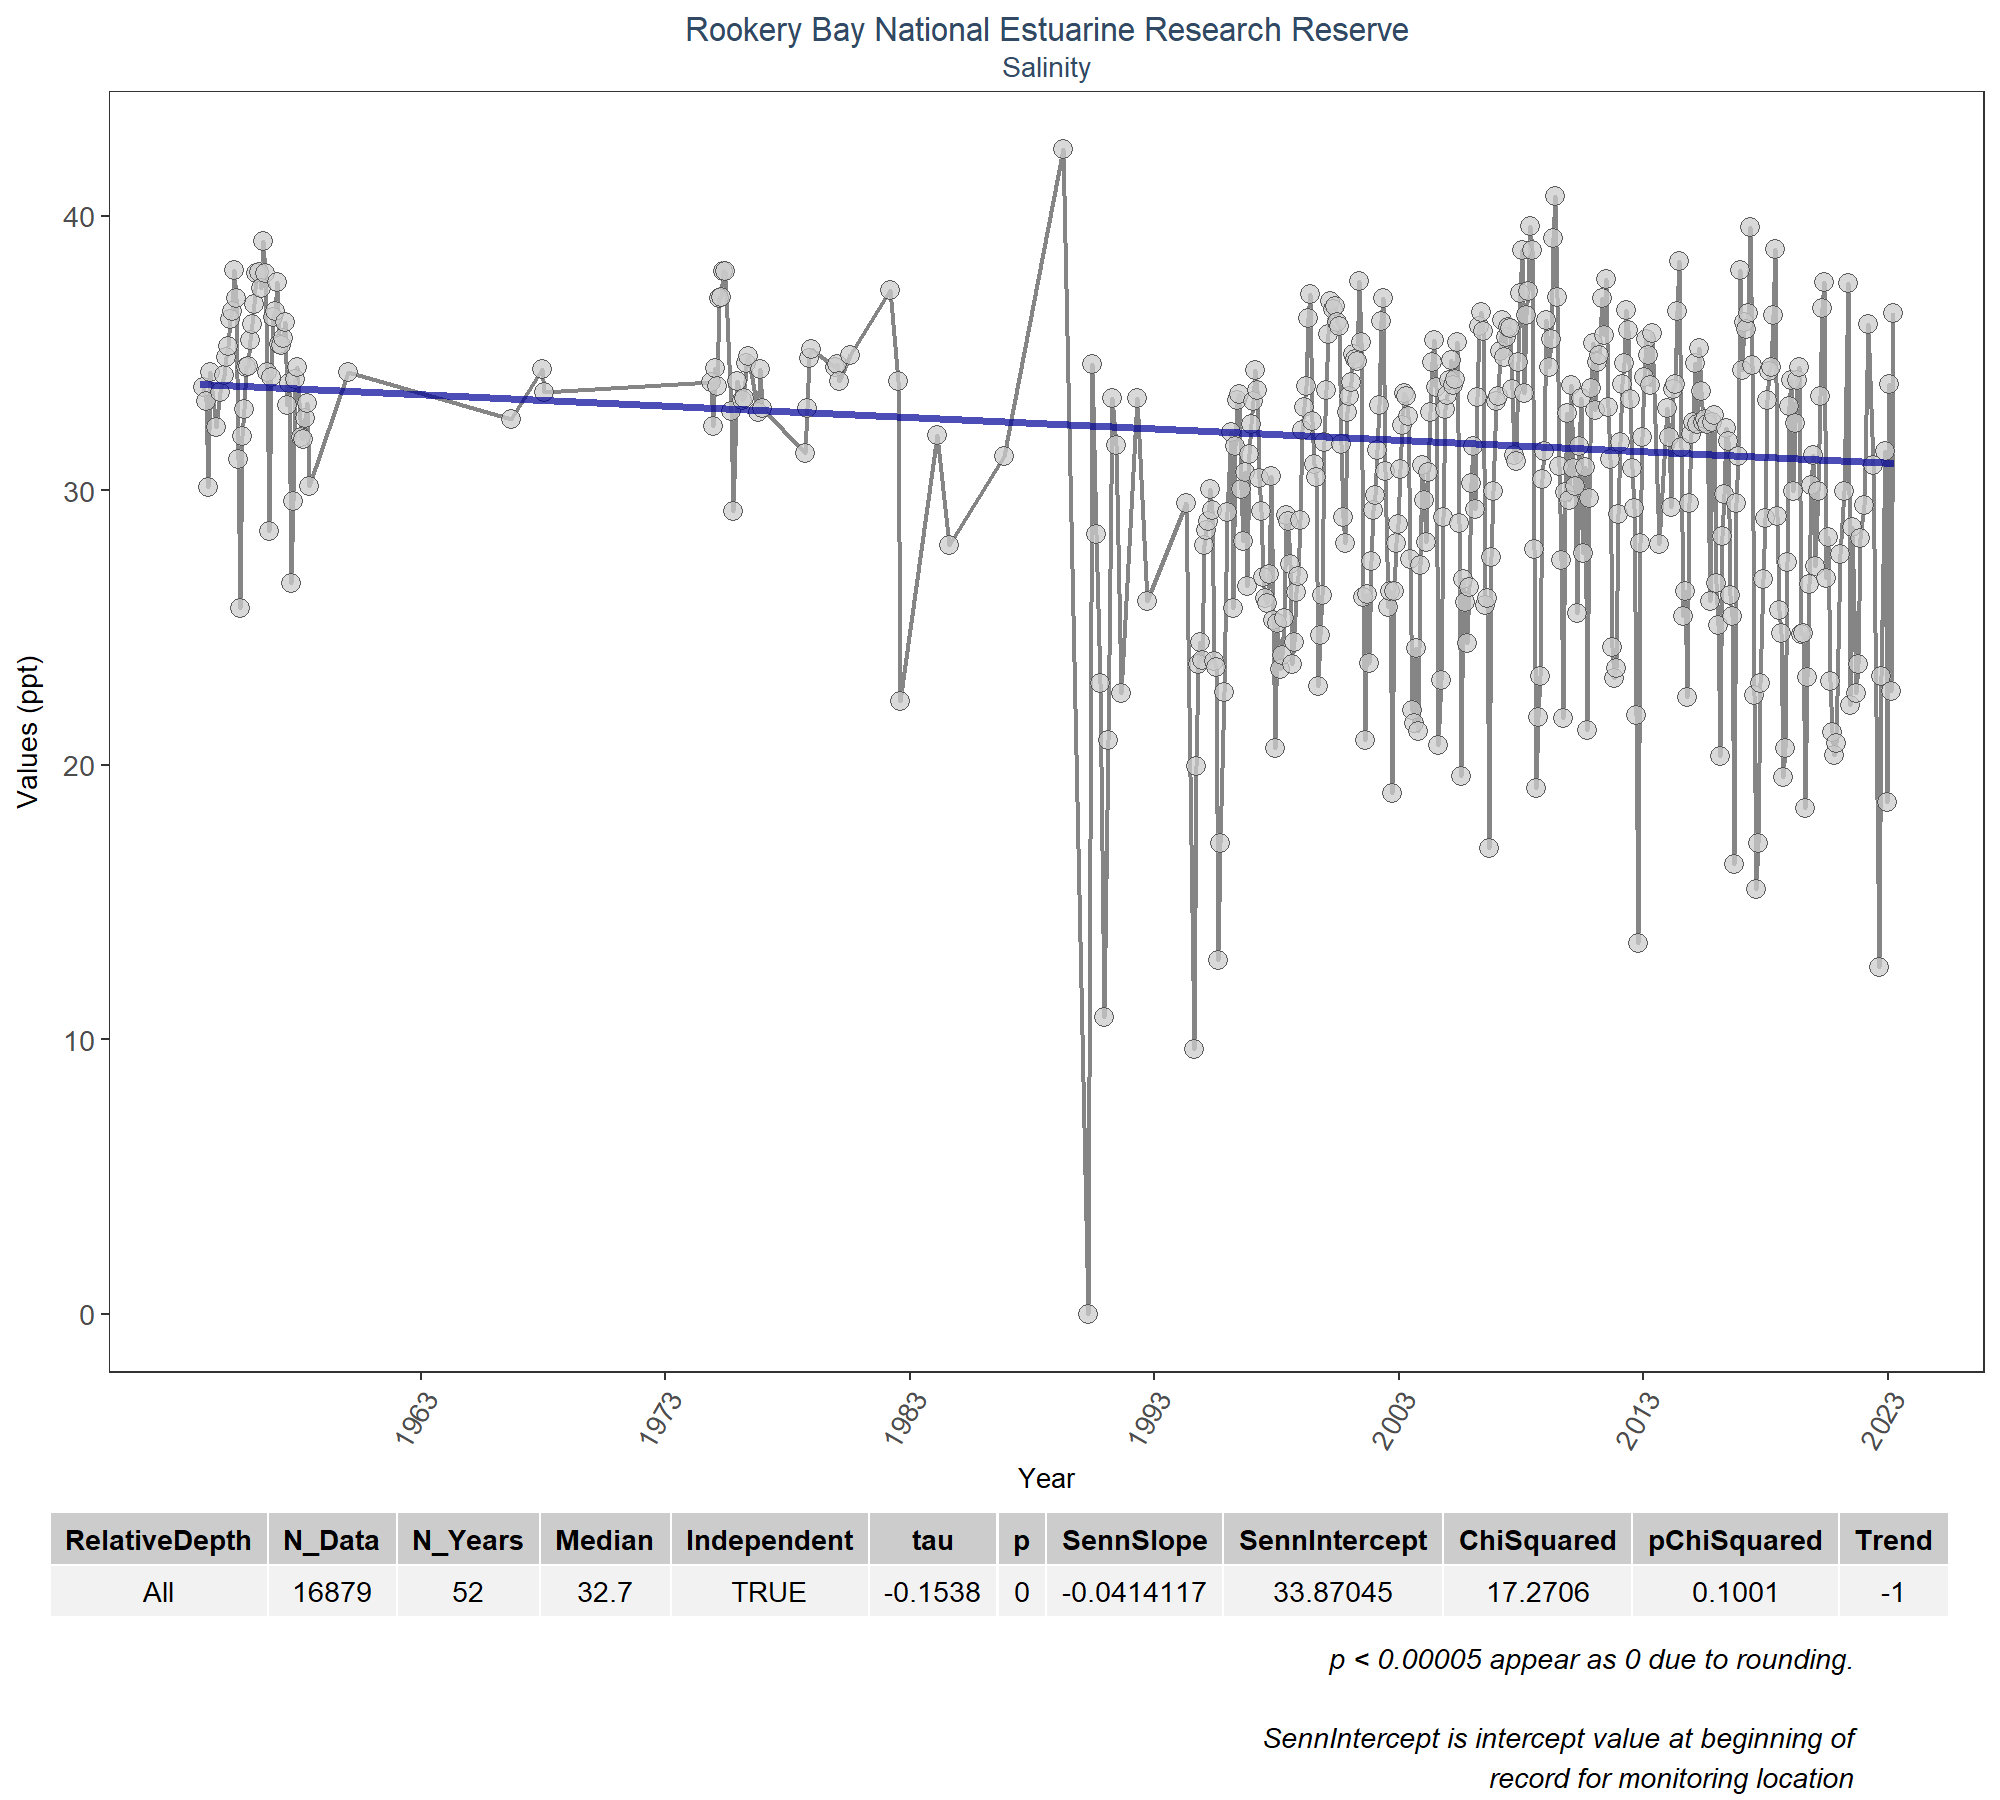 Rookery Bay National Estuarine Research Reserve
Salinity
Values (ppt)
40
30
20
10
0
1963 1973 1983 1993 2003 2013 2023
Year
RelativeDepth N_Data N_Years Median Independent tau p SennSlope SennIntercept ChiSquared pChiSquared Trend
All 16879 52 32.7 TRUE -0.1538 0 -0.0414117 33.87045 17.2706 0.1001 -1
p < 0.00005 appear as 0 due to rounding.
SennIntercept is intercept value at beginning of
record for monitoring location